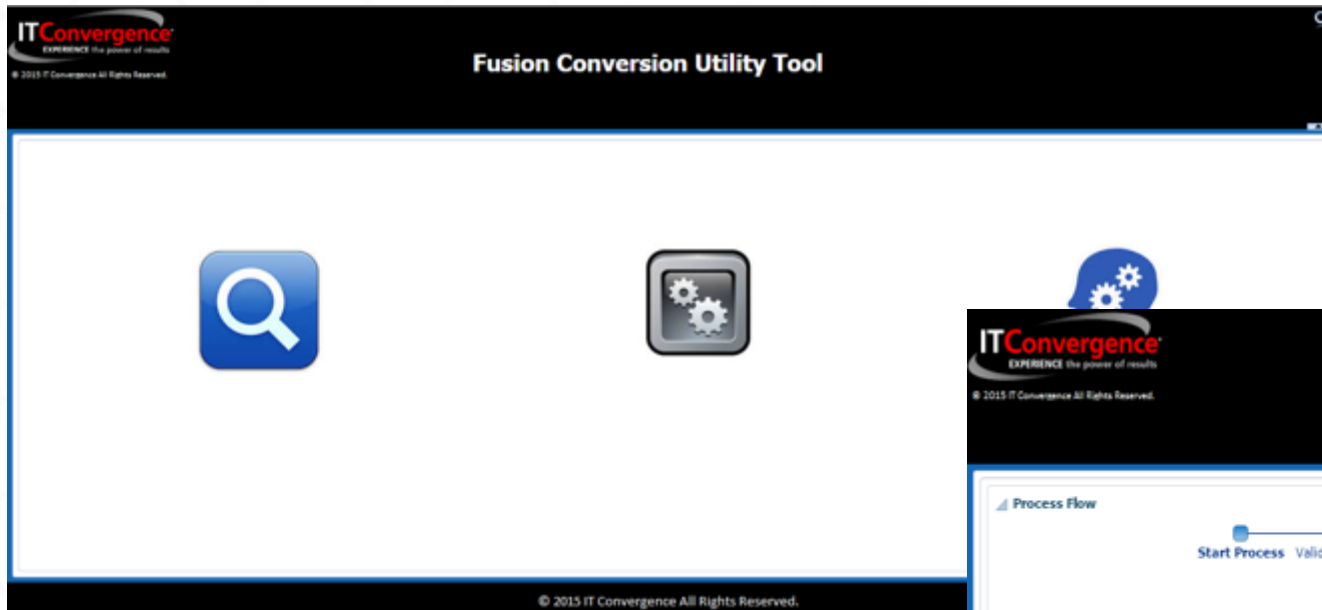 ITConvergence
EXPERIENCE the power of results
© 2015 IT Convergence All Rights Reserved.
Fusion Conversion Utility Tool
ITConvergence
EXPERIENCE the power of results
© 2015 IT Convergence All Rights Reserved.
Process Flow
Start Process Valid
© 2015 IT Convergence All Rights Reserved.